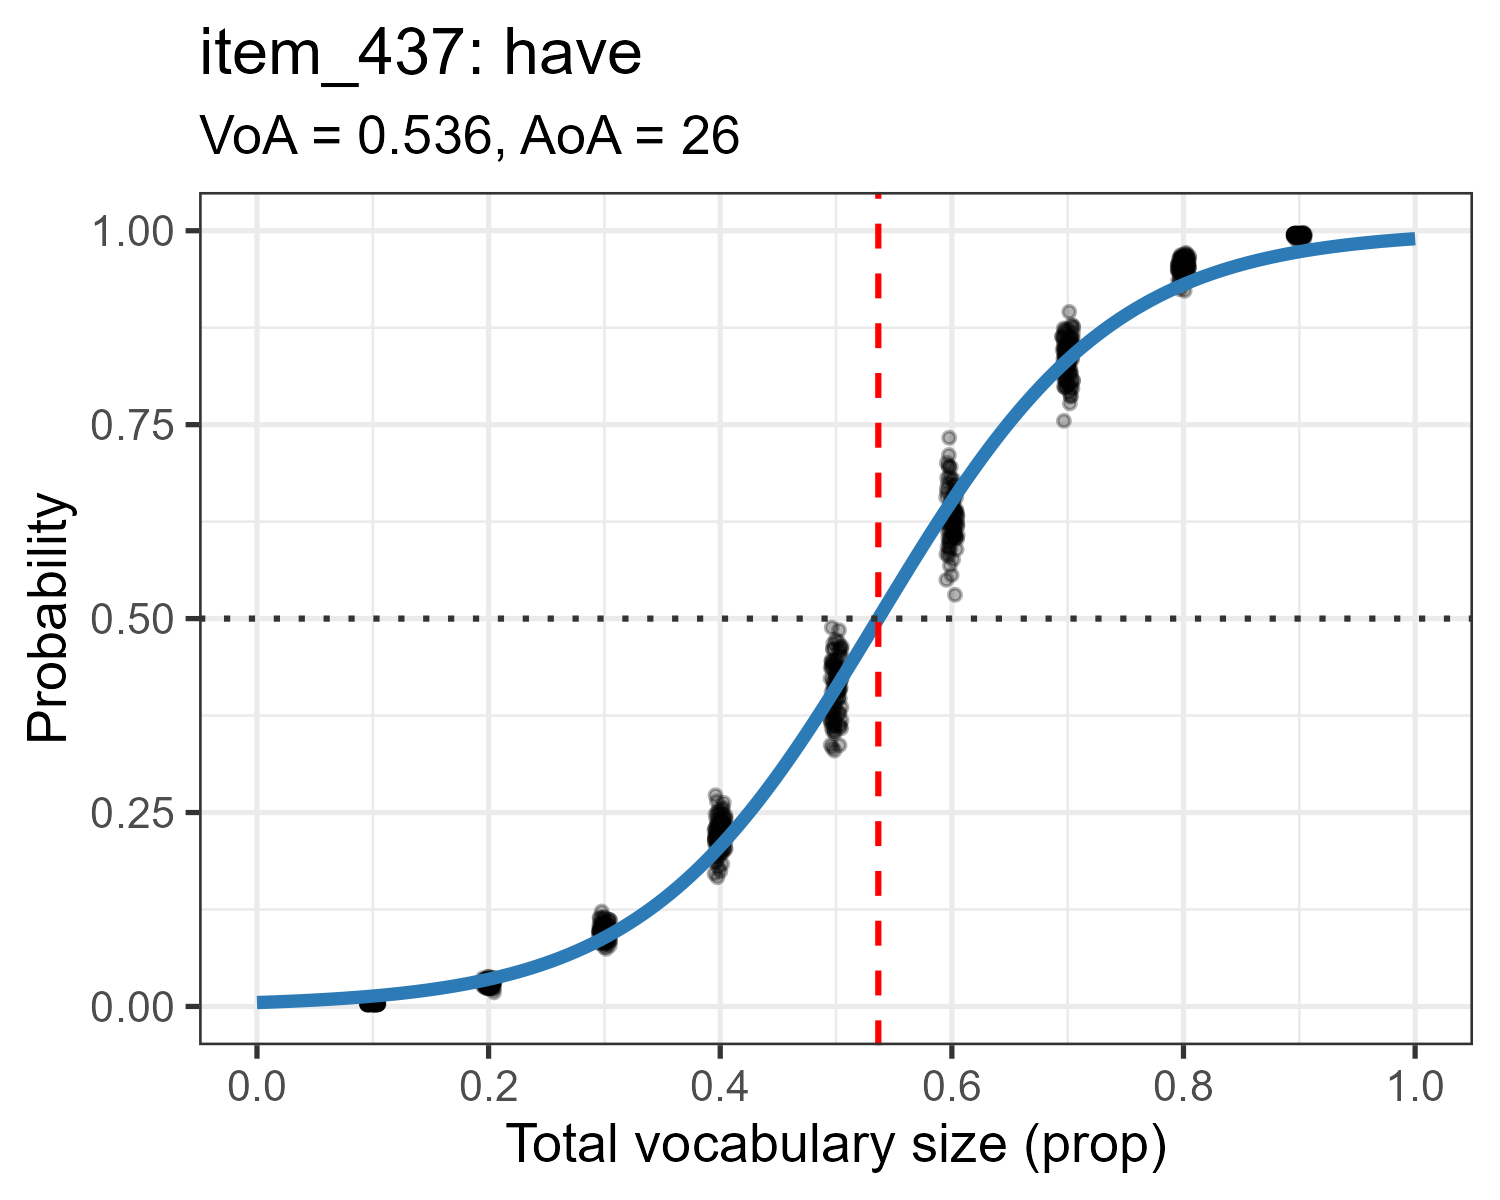 item_437: have
VoA = 0.536, AoA = 26
1.00
0.75
0.50
0.25
0.00
Probability
0.0 0.2 0.4 0.6 0.8 1.0
Total vocabulary size (prop)